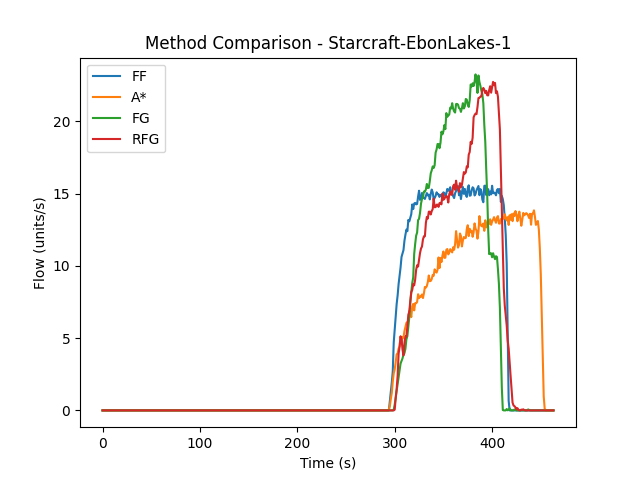 Method Comparison - Starcraft-EbonLakes-1
FF
A*
FG
RFG
Flow (units/s)
20
15
10
5
0
0 100 200 300 400
Time (s)